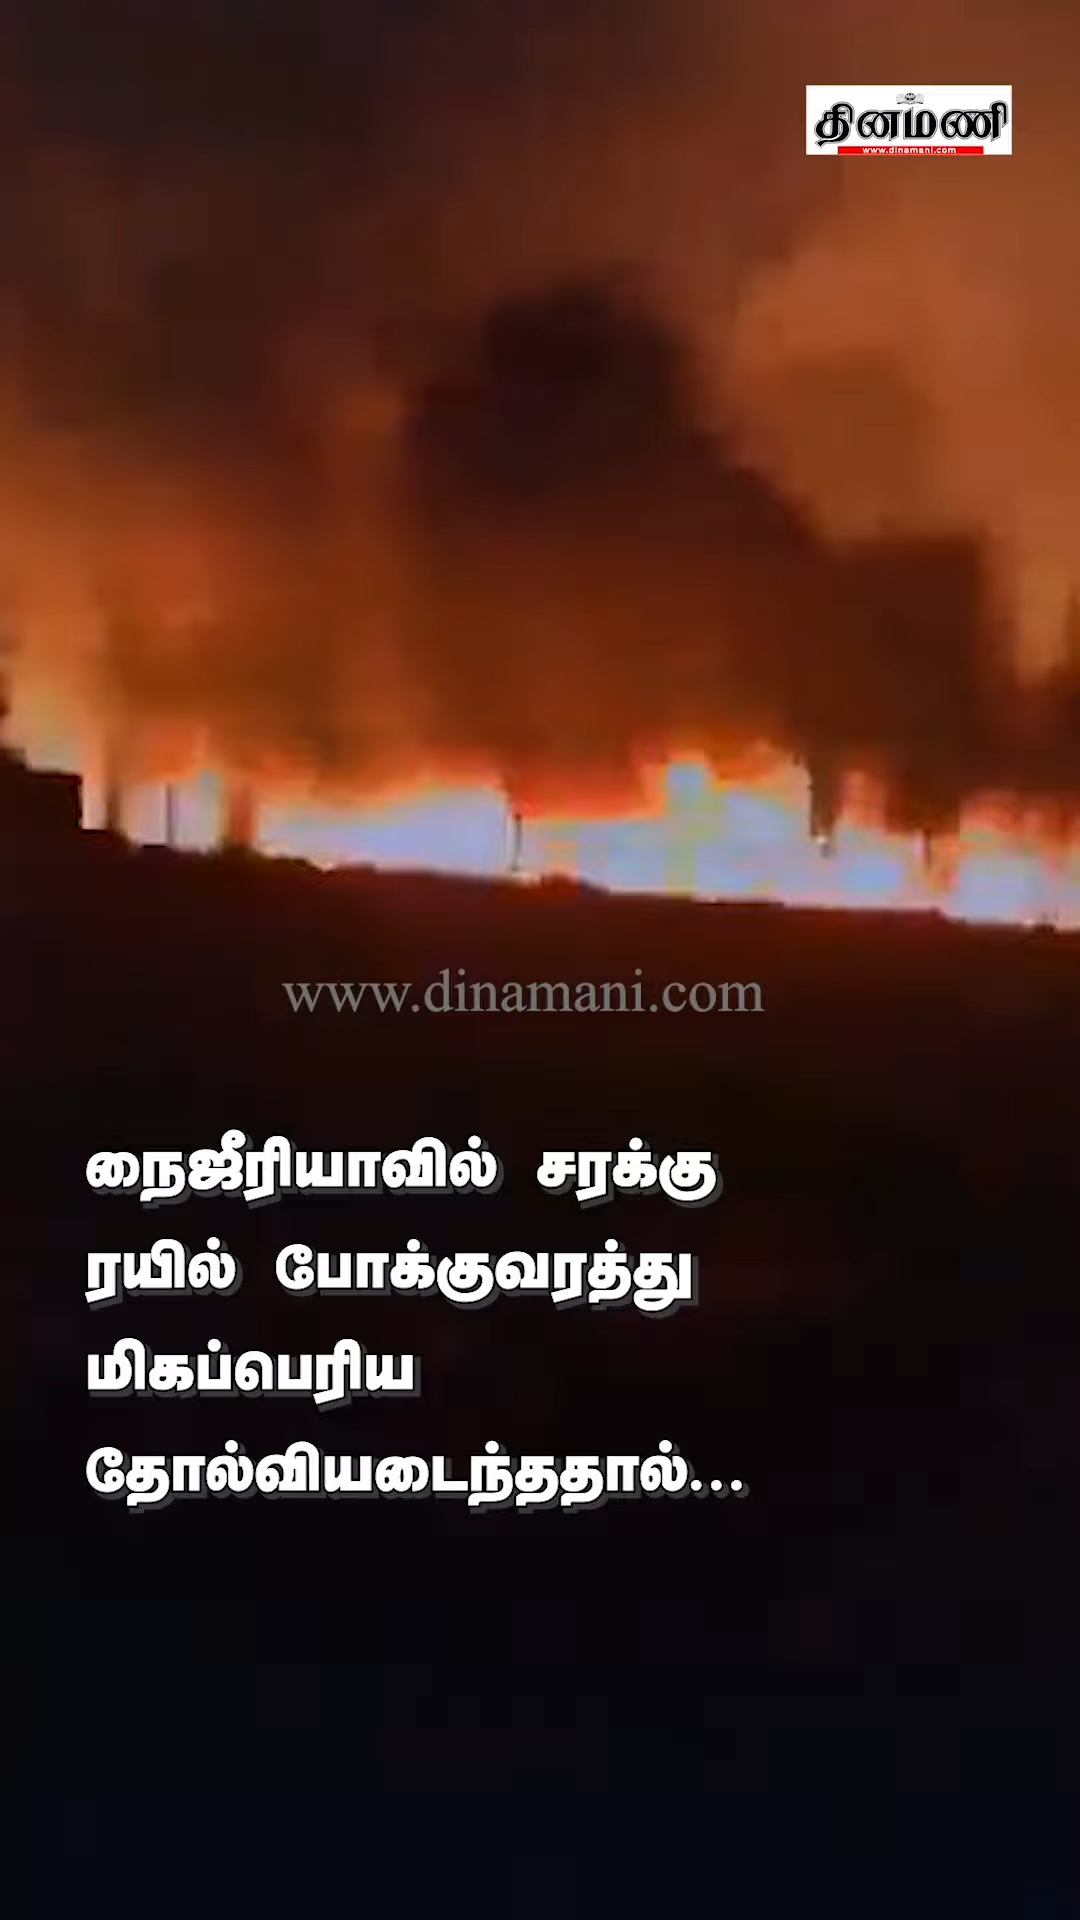 தினமணி
www.dinamani.com
www.dinamani.com
நைஜீரியாவில் சரக்கு
ரயில் போக்குவரத்து
மிகப்பெரிய
தோல்வியடைந்ததால்...